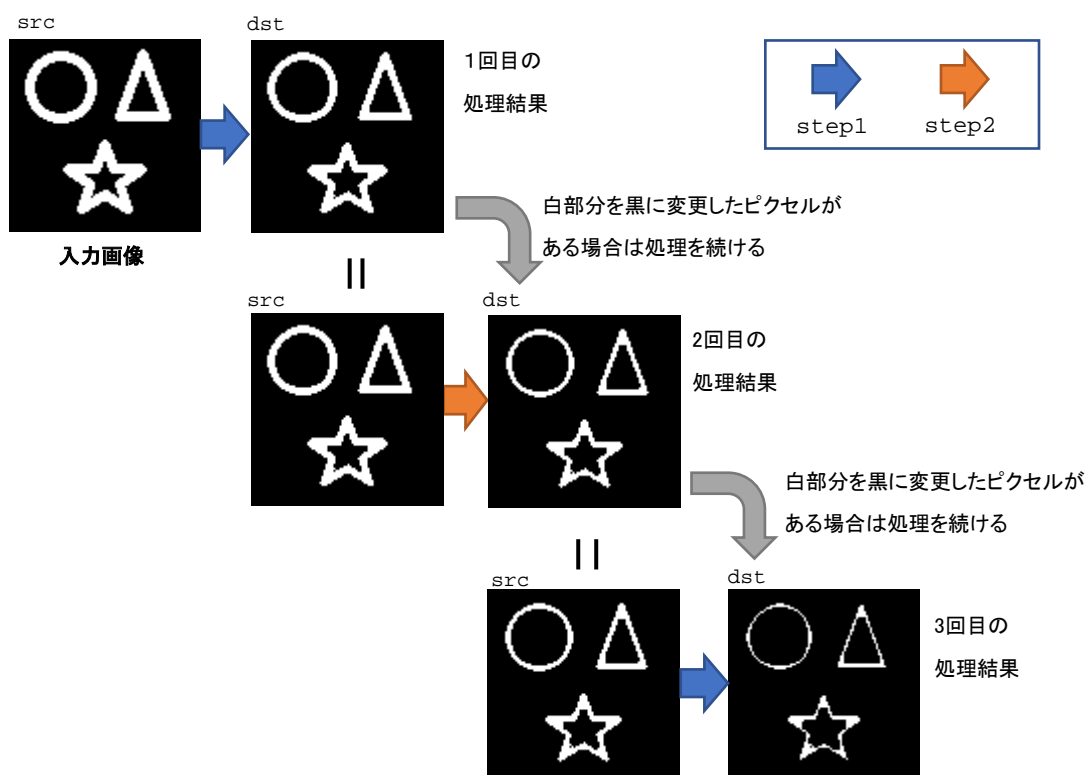 src
dst
1回目の
処理結果
step1
step2
入力画像
白部分を黒に変更したピクセルが
ある場合は処理を続ける
src
dst
2回目の
処理結果
白部分を黒に変更したピクセルが
ある場合は処理を続ける
src
dst
3回目の
処理結果